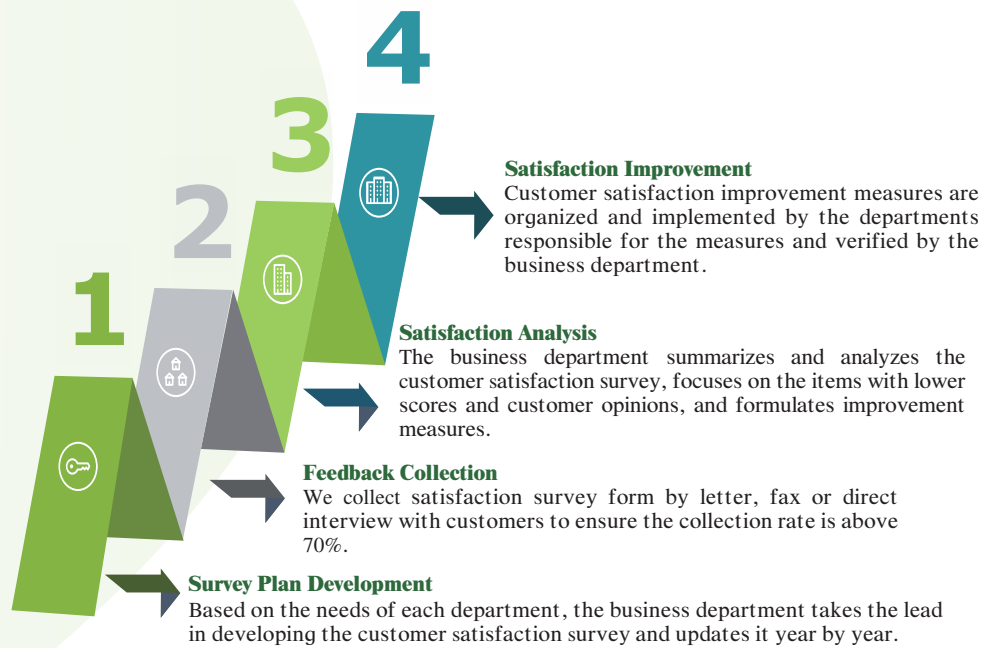 4
3
2
1
Satisfaction Improvement
Customer satisfaction improvement measures are
organized and implemented by the departments
responsible for the measures and verified by the
business department.
Satisfaction Analysis
The business department summarizes and analyzes the
customer satisfaction survey, focuses on the items with lower
scores and customer opinions, and formulates improvement
measures.
Feedback Collection
We collect satisfaction survey form by letter, fax or direct
interview with customers to ensure the collection rate is above
70%.
Survey Plan Development
Based on the needs of each department, the business department takes the lead
in developing the customer satisfaction survey and updates it year by year.